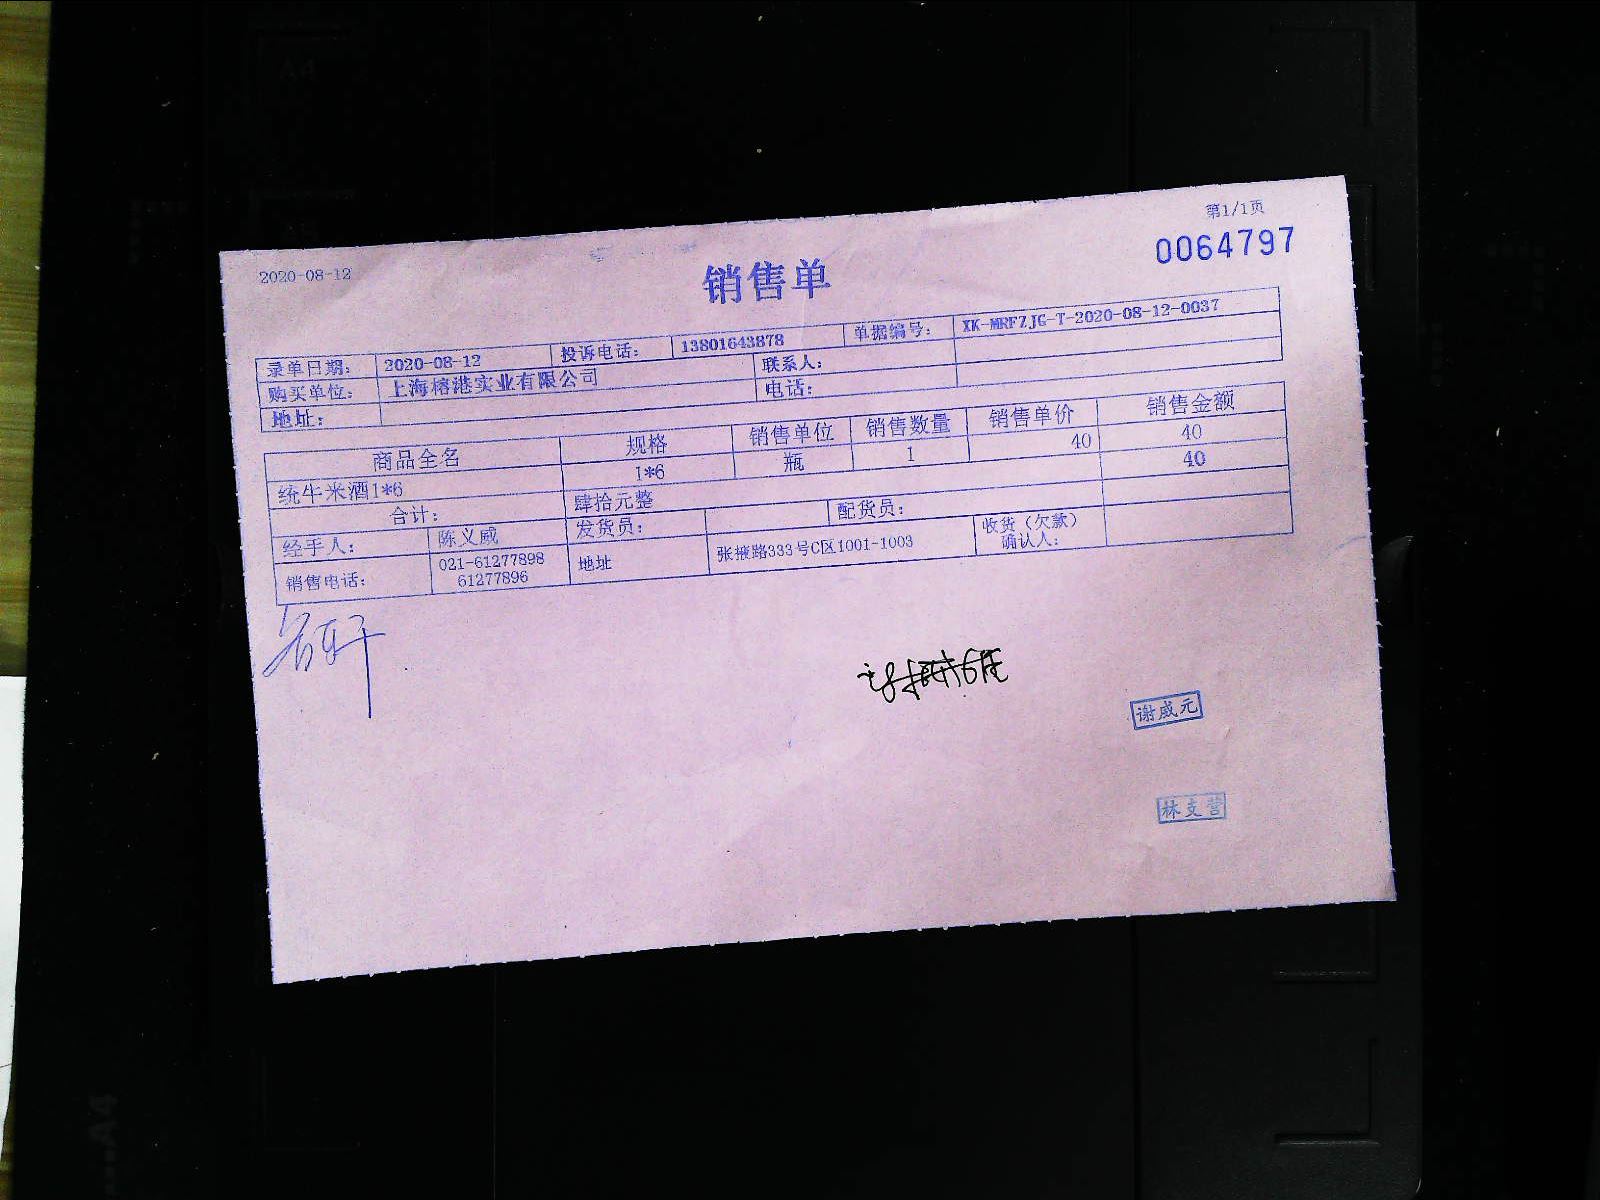 第1/1页
0064797
2020-08-12
销售单
录单日期: 2020-08-12 投诉电话: 13801643878 单据编号: XK-MRFZJG-T-2020-08-12-0037
购买单位: 上海榕港实业有限公司 联系人:
地址: 电话:
商品全名 规格 销售单位 销售数量 销售单价 销售金额
统牛米酒1*6 1*6 瓶 1 40 40
合计: 肆拾元整 40
经手人: 陈义威 发货员: 配货员:
销售电话: 021-61277898 61277896 地址 张掖路333号C区1001-1003 收货(欠款)确认人:
谢威元
林支营